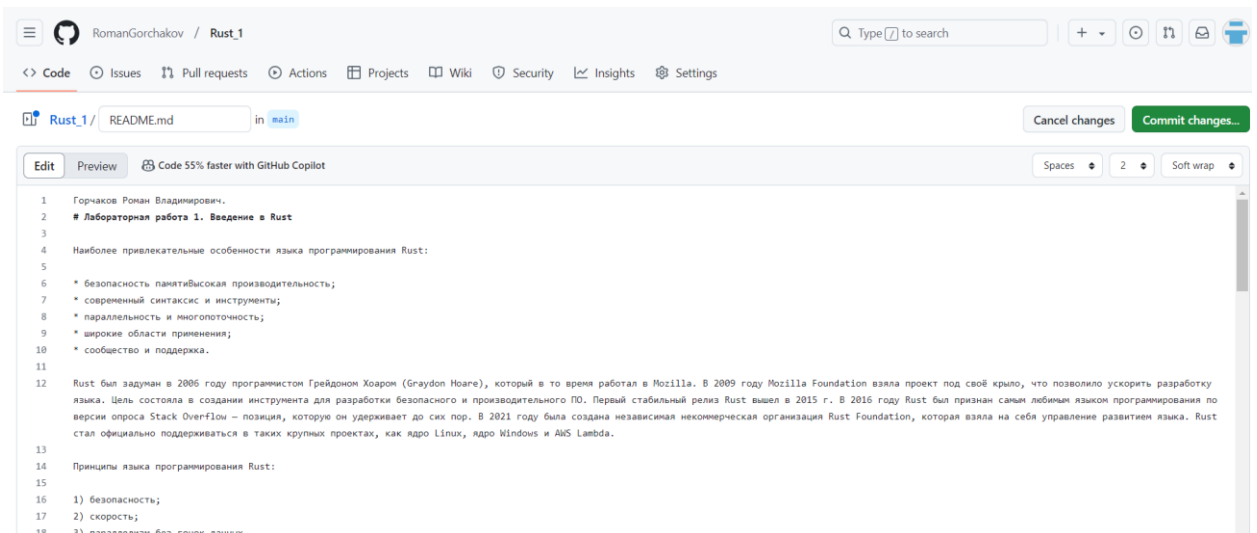 RomanGorchakov / Rust_1
Type / to search
<> Code Issues Pull requests Actions Projects Wiki Security Insights Settings
Rust_1 / README.md in main
Cancel changes Commit changes...
Edit Preview Code 55% faster with GitHub Copilot
Spaces 2 Soft wrap
1 Горчаков Роман Владимирович.
2 # Лабораторная работа 1. Введение в Rust
3
4 Наиболее привлекательные особенности языка программирования Rust:
5
6 * безопасность памятиВысокая производительность;
7 * современный синтаксис и инструменты;
8 * параллельность и многопоточность;
9 * широкие области применения;
10 * сообщество и поддержка.
11
12 Rust был задуман в 2006 году программистом Грейдоном Хоаром (Graydon Hoare), который в то время работал в Mozilla. В 2009 году Mozilla Foundation взяла проект под своё крыло, что позволило ускорить разработку
языка. Цель состояла в создании инструмента для разработки безопасного и производительного ПО. Первый стабильный релиз Rust вышел в 2015 г. В 2016 году Rust был признан самым любимым языком программирования по
версии опроса Stack Overflow — позиция, которую он удерживает до сих пор. В 2021 году была создана независимая некоммерческая организация Rust Foundation, которая взяла на себя управление развитием языка. Rust
стал официально поддерживаться в таких крупных проектах, как ядро Linux, ядро Windows и AWS Lambda.
13
14 Принципы языка программирования Rust:
15
16 1) безопасность;
17 2) скорость;
18 3) параллелизм без гонок данных